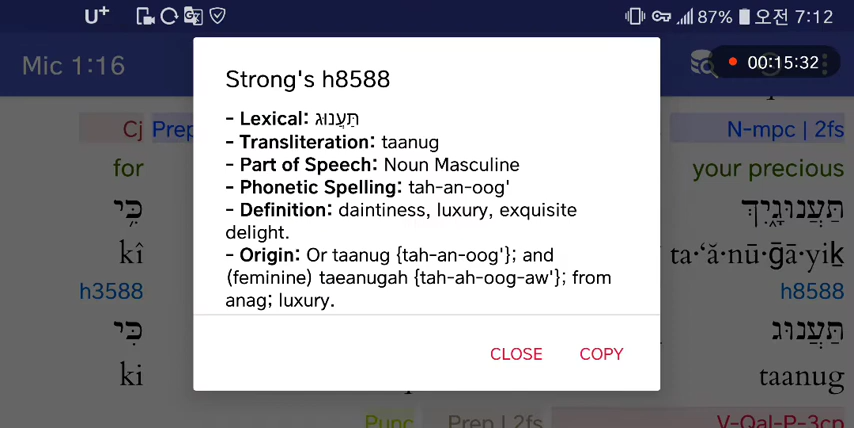 U+ 87% 오전 7:12
Mic 1:16 00:15:32
Strong's h8588
- Lexical: תַּעֲנוּג
- Transliteration: taanug
- Part of Speech: Noun Masculine
- Phonetic Spelling: tah-an-oog'
- Definition: daintiness, luxury, exquisite
delight.
- Origin: Or taanug {tah-an-oog'}; and
(feminine) taeanugah {tah-ah-oog-aw'}; from
anag; luxury.
CLOSE COPY
Cj Prep N-mpc | 2fs
for your precious
כִּ֥י תַּעֲנוּגָ֑יִךְ
kî ta·‘ă·nū·ḡā·yiḵ
h3588 h8588
כִּי תַּעֲנוּג
ki taanug
Punc Prep | 2fs V-Qal-P-3cp